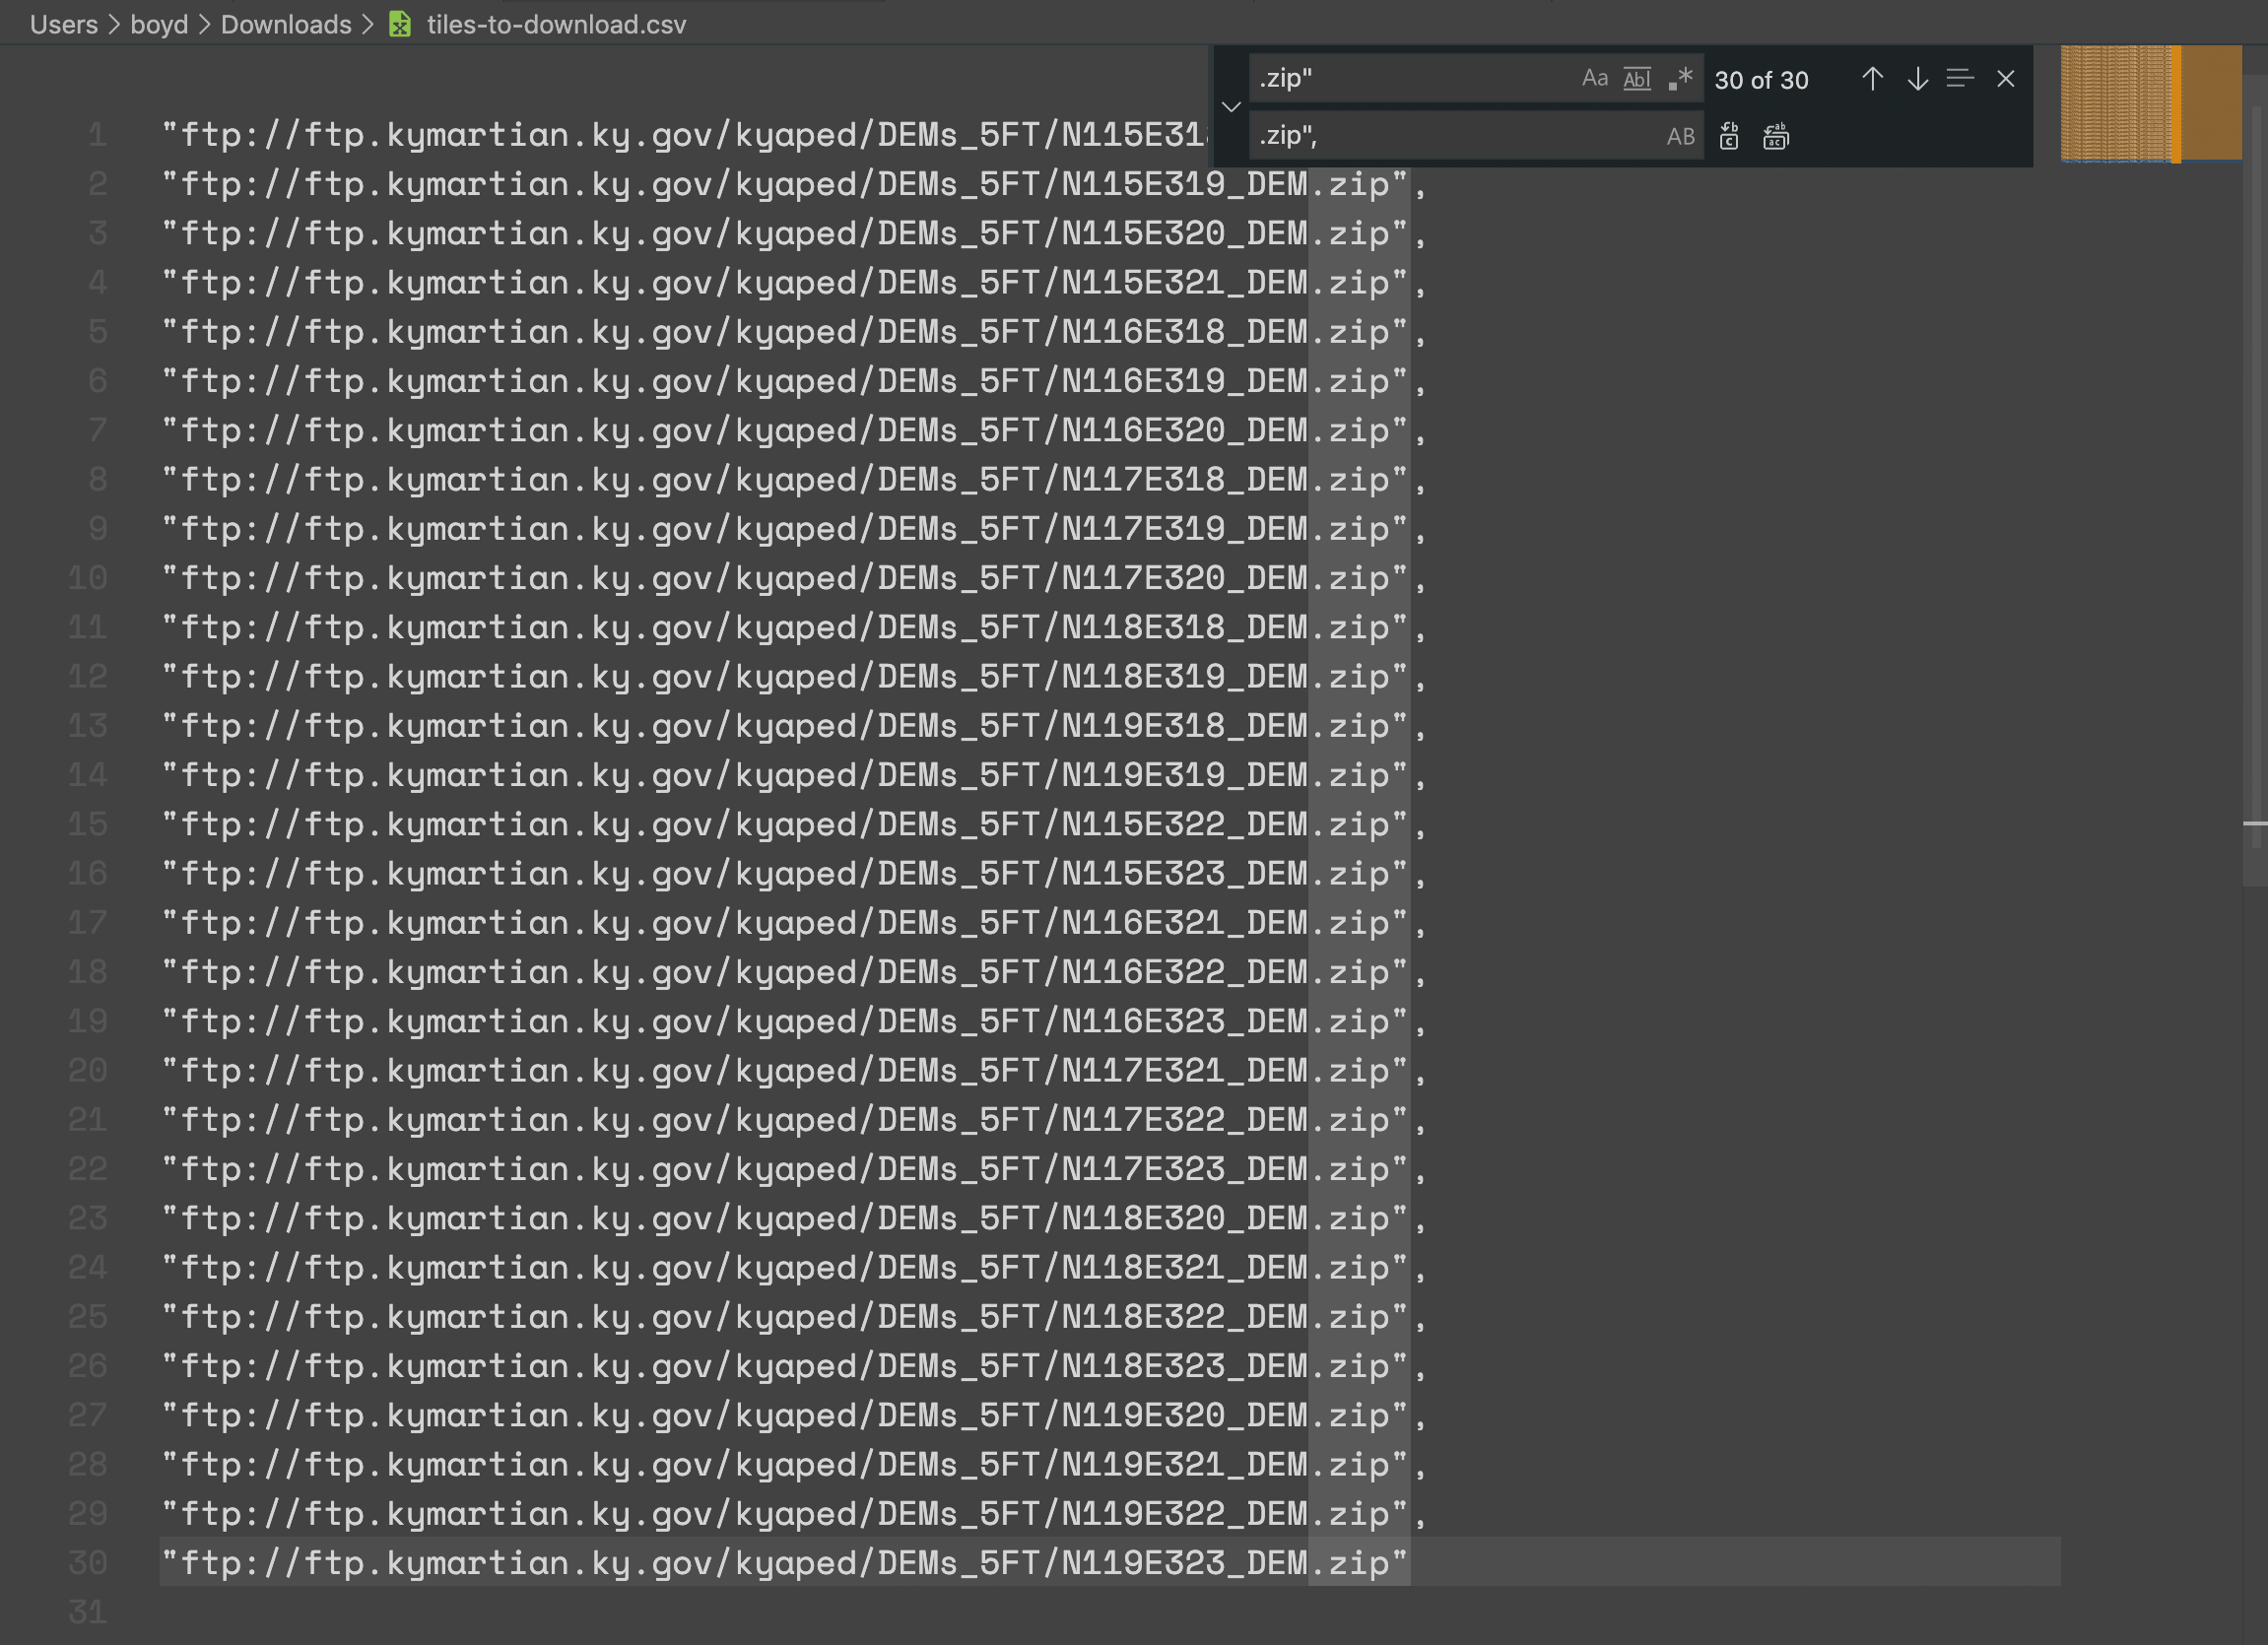 Users > boyd > Downloads > tiles-to-download.csv
.zip" Aa Abl .* 30 of 30
.zip", AB
1 "ftp://ftp.kymartian.ky.gov/kyaped/DEMs_5FT/N115E31
2 "ftp://ftp.kymartian.ky.gov/kyaped/DEMs_5FT/N115E319_DEM.zip",
3 "ftp://ftp.kymartian.ky.gov/kyaped/DEMs_5FT/N115E320_DEM.zip",
4 "ftp://ftp.kymartian.ky.gov/kyaped/DEMs_5FT/N115E321_DEM.zip",
5 "ftp://ftp.kymartian.ky.gov/kyaped/DEMs_5FT/N116E318_DEM.zip",
6 "ftp://ftp.kymartian.ky.gov/kyaped/DEMs_5FT/N116E319_DEM.zip",
7 "ftp://ftp.kymartian.ky.gov/kyaped/DEMs_5FT/N116E320_DEM.zip",
8 "ftp://ftp.kymartian.ky.gov/kyaped/DEMs_5FT/N117E318_DEM.zip",
9 "ftp://ftp.kymartian.ky.gov/kyaped/DEMs_5FT/N117E319_DEM.zip",
10 "ftp://ftp.kymartian.ky.gov/kyaped/DEMs_5FT/N117E320_DEM.zip",
11 "ftp://ftp.kymartian.ky.gov/kyaped/DEMs_5FT/N118E318_DEM.zip",
12 "ftp://ftp.kymartian.ky.gov/kyaped/DEMs_5FT/N118E319_DEM.zip",
13 "ftp://ftp.kymartian.ky.gov/kyaped/DEMs_5FT/N119E318_DEM.zip",
14 "ftp://ftp.kymartian.ky.gov/kyaped/DEMs_5FT/N119E319_DEM.zip",
15 "ftp://ftp.kymartian.ky.gov/kyaped/DEMs_5FT/N115E322_DEM.zip",
16 "ftp://ftp.kymartian.ky.gov/kyaped/DEMs_5FT/N115E323_DEM.zip",
17 "ftp://ftp.kymartian.ky.gov/kyaped/DEMs_5FT/N116E321_DEM.zip",
18 "ftp://ftp.kymartian.ky.gov/kyaped/DEMs_5FT/N116E322_DEM.zip",
19 "ftp://ftp.kymartian.ky.gov/kyaped/DEMs_5FT/N116E323_DEM.zip",
20 "ftp://ftp.kymartian.ky.gov/kyaped/DEMs_5FT/N117E321_DEM.zip",
21 "ftp://ftp.kymartian.ky.gov/kyaped/DEMs_5FT/N117E322_DEM.zip",
22 "ftp://ftp.kymartian.ky.gov/kyaped/DEMs_5FT/N117E323_DEM.zip",
23 "ftp://ftp.kymartian.ky.gov/kyaped/DEMs_5FT/N118E320_DEM.zip",
24 "ftp://ftp.kymartian.ky.gov/kyaped/DEMs_5FT/N118E321_DEM.zip",
25 "ftp://ftp.kymartian.ky.gov/kyaped/DEMs_5FT/N118E322_DEM.zip",
26 "ftp://ftp.kymartian.ky.gov/kyaped/DEMs_5FT/N118E323_DEM.zip",
27 "ftp://ftp.kymartian.ky.gov/kyaped/DEMs_5FT/N119E320_DEM.zip",
28 "ftp://ftp.kymartian.ky.gov/kyaped/DEMs_5FT/N119E321_DEM.zip",
29 "ftp://ftp.kymartian.ky.gov/kyaped/DEMs_5FT/N119E322_DEM.zip",
30 "ftp://ftp.kymartian.ky.gov/kyaped/DEMs_5FT/N119E323_DEM.zip"
31